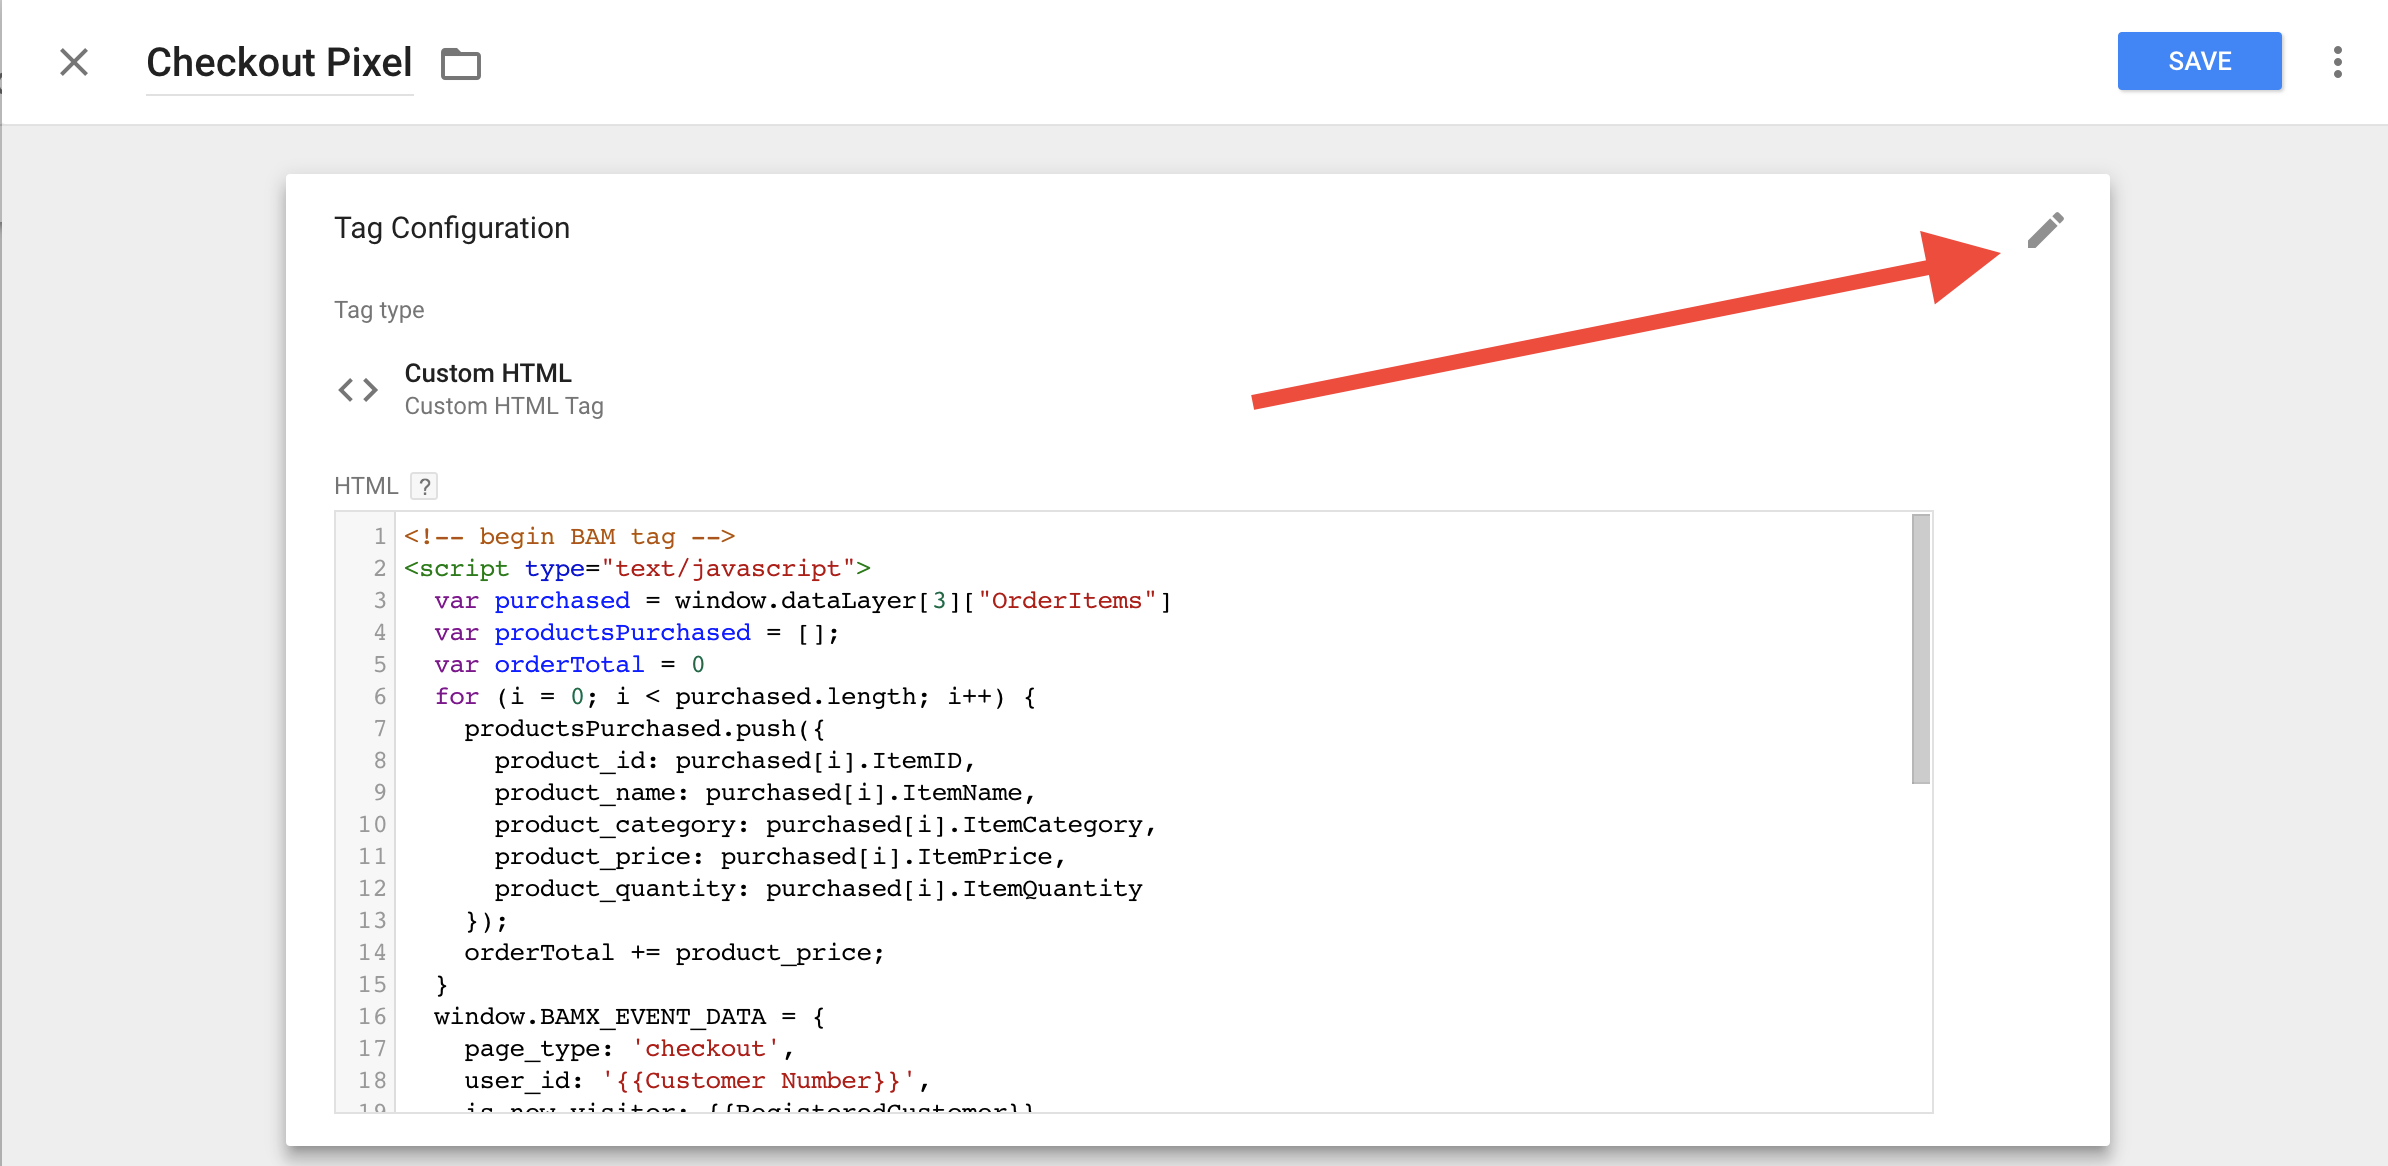 Checkout Pixel
SAVE
Tag Configuration
Tag type
Custom HTML
Custom HTML Tag
HTML ?
1 <!-- begin BAM tag -->
2 <script type="text/javascript">
3   var purchased = window.dataLayer[3]["OrderItems"]
4   var productsPurchased = [];
5   var orderTotal = 0
6   for (i = 0; i < purchased.length; i++) {
7     productsPurchased.push({
8       product_id: purchased[i].ItemID,
9       product_name: purchased[i].ItemName,
10       product_category: purchased[i].ItemCategory,
11       product_price: purchased[i].ItemPrice,
12       product_quantity: purchased[i].ItemQuantity
13     });
14     orderTotal += product_price;
15   }
16   window.BAMX_EVENT_DATA = {
17     page_type: 'checkout',
18     user_id: '{{Customer Number}}',
19     is_new_visitor: {{RegisteredCustomer}}